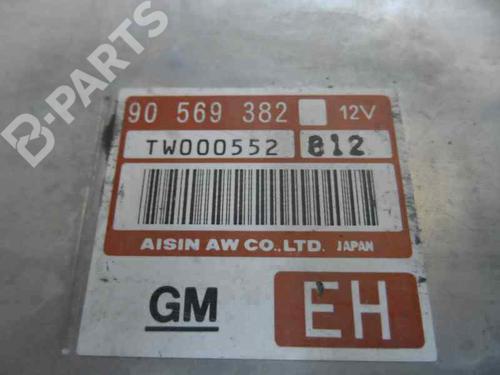 B-PARTS
90 569 382 12V
TW000552 812
AISIN AW CO.,LTD. JAPAN
GM EH